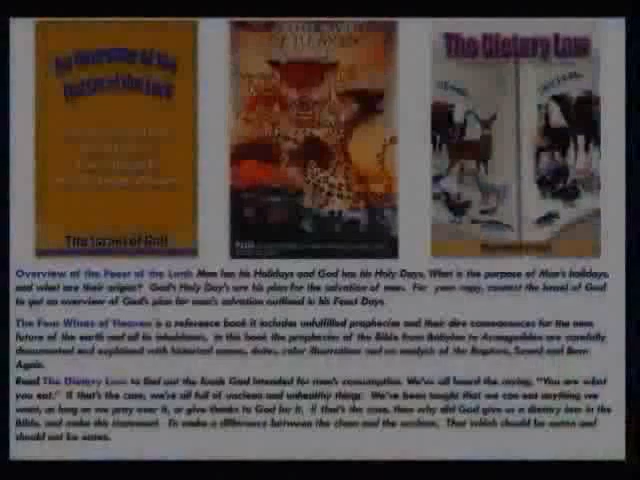 An Overview of the
Feasts of the Lord
The Israel of God
OF HEAVEN
The Dietary Law
Overview of the Feast of the Lord: Man has his Holidays and God has his Holy Days. What is the purpose of Man's holidays
and what are their origins? God's Holy Day's are his plan for the salvation of man. For your copy, contact the Israel of God
to get an overview of God's plan for man's salvation outlined in his Feast Days.
The Four Winds of Heaven is a reference book it includes unfulfilled prophecies and their dire consequences for the near
future of the earth and all its inhabitants. In this book the prophecies of the Bible from Babylon to Armageddon are carefully
documented and explained with historical names, dates, color illustrations and an analysis of the Rapture, Saved and Born
Again.
Read The Dietary Law to find out the foods God intended for man's consumption. We've all heard the saying, "You are what
you eat." If that's the case, we're all full of unclean and unhealthy things. We've been taught that we can eat anything we
want, as long as we pray over it, or give thanks to God for it. If that's the case, then why did God give us a dietary law in the
Bible, and make this statement. To make a difference between the clean and the unclean. That which should be eaten and
should not be eaten.